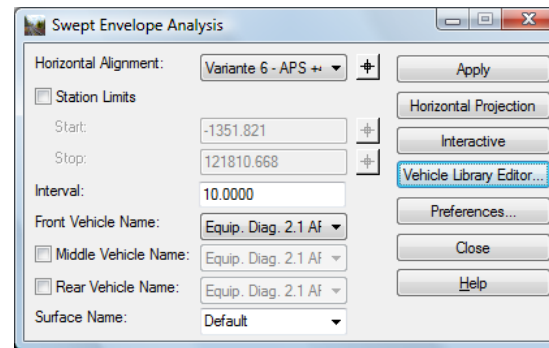 Swept Envelope Analysis
Horizontal Alignment: Variante 6 - APS +
Station Limits
Start: -1351.821
Stop: 121810.668
Interval: 10.0000
Front Vehicle Name: Equip. Diag. 2.1 AF
Middle Vehicle Name: Equip. Diag. 2.1 AF
Rear Vehicle Name: Equip. Diag. 2.1 AF
Surface Name: Default
Apply
Horizontal Projection
Interactive
Vehicle Library Editor...
Preferences...
Close
Help